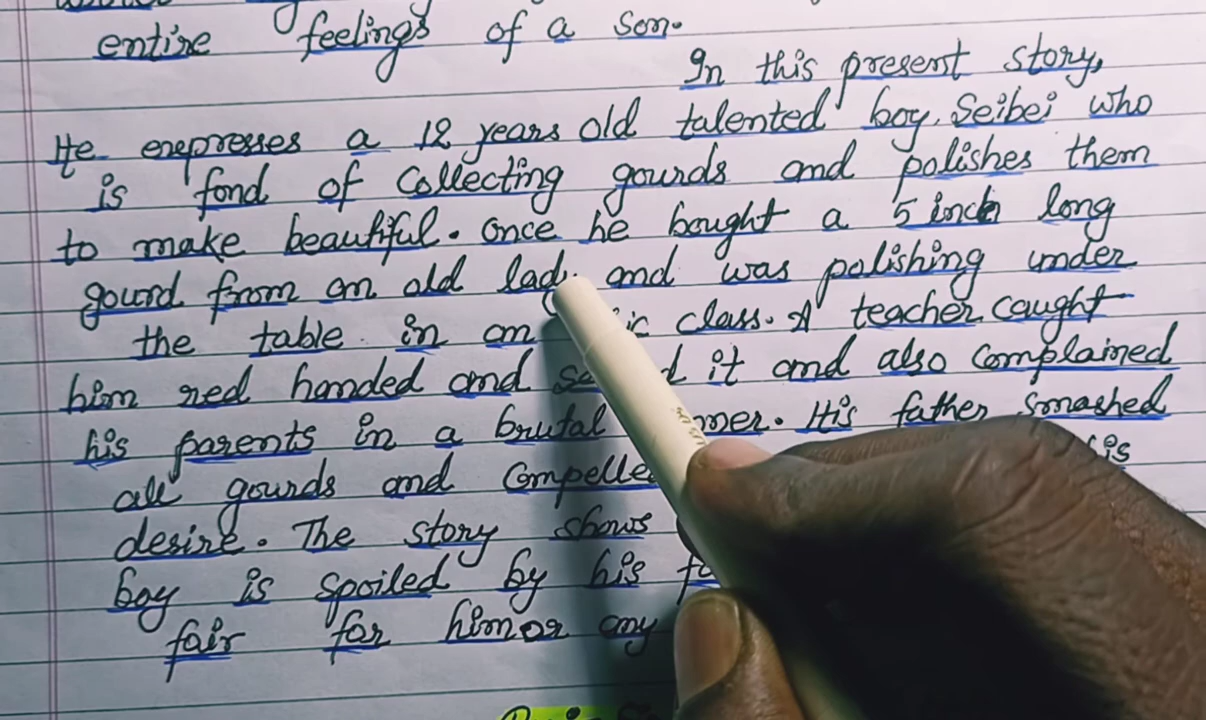 entire feelings of a son.
In this present story,
He enepresses a 12 years old talented boy, Seibei who
is fond of collecting gourds and polishes them
to make beautiful. Once he bought a 5 inch long
gourd from an old lady and was polishing under
the table in an class. A teacher caught
him red handed and it and also complained
his parents in a brutal His father smashed
all gourds and his
desire. The story shows
boy is spoiled by his
fair for him or any